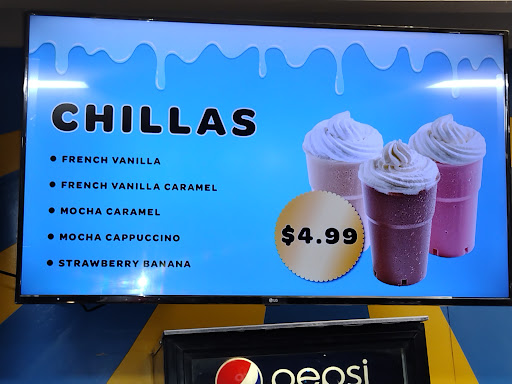 CHILLAS
• FRENCH VANILLA
• FRENCH VANILLA CARAMEL
• MOCHA CARAMEL
• MOCHA CAPPUCCINO
• STRAWBERRY BANANA
$4.99
LG
pepsi